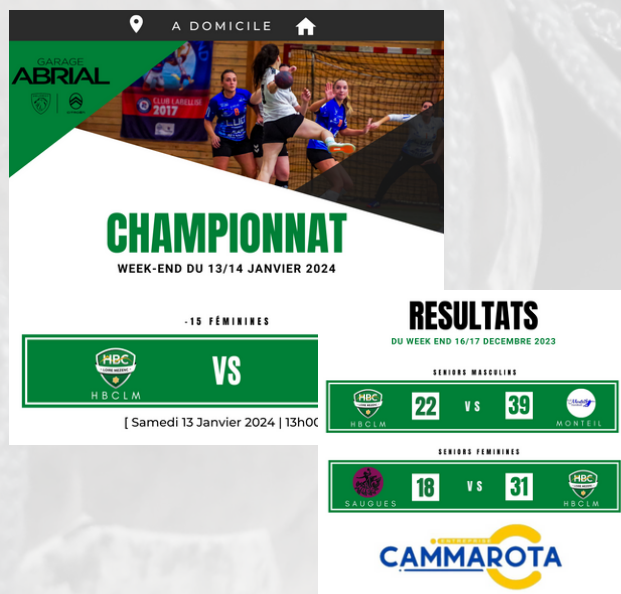 A DOMICILE
GARAGE
ABRIAL
CLUB LABELLISÉ
2017
CHAMPIONNAT
WEEK-END DU 13/14 JANVIER 2024
-15 FÉMININES
HBC
VS
HBCLM
[ Samedi 13 Janvier 2024 | 13h00
RESULTATS
DU WEEK END 16/17 DECEMBRE 2023
SENIORS MASCULINS
HBC
22 VS 39
HBCLM
MONTEIL
SENIORS FEMININES
18 VS 31
HBC
SAUGUES
HBCLM
ENTREPRISE
CAMMAROTA